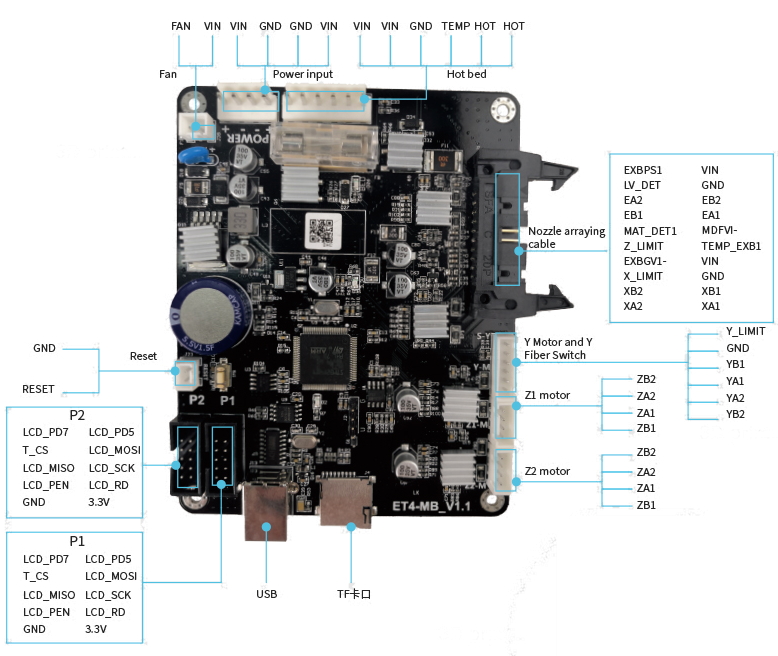 FAN VIN VIN GND GND VIN VIN VIN GND TEMP HOT HOT
Fan
Power input
Hot bed
POWER
EXBPS1 VIN
LV_DET GND
EA2 EB2
EB1 EA1
MAT_DET1 MDFVI-
Z_LIMIT TEMP_EXB1
EXBGV1- VIN
X_LIMIT GND
XB2 XB1
XA2 XA1
Nozzle arraying
cable
5.5V1.5F
Y Motor and Y
Fiber Switch
Y_LIMIT
GND
YB1
YA1
YA2
YB2
GND
Reset
RESET
P2 P1
Z1 motor
ZB2
ZA2
ZA1
ZB1
Z1-M
Z2 motor
ZB2
ZA2
ZA1
ZB1
Z2-M
P2
LCD_PD7 LCD_PD5
T_CS LCD_MOSI
LCD_MISO LCD_SCK
LCD_PEN LCD_RD
GND 3.3V
ET4-MB_V1.1
P1
LCD_PD7 LCD_PD5
T_CS LCD_MOSI
LCD_MISO LCD_SCK
LCD_PEN LCD_RD
GND 3.3V
USB
TF卡口